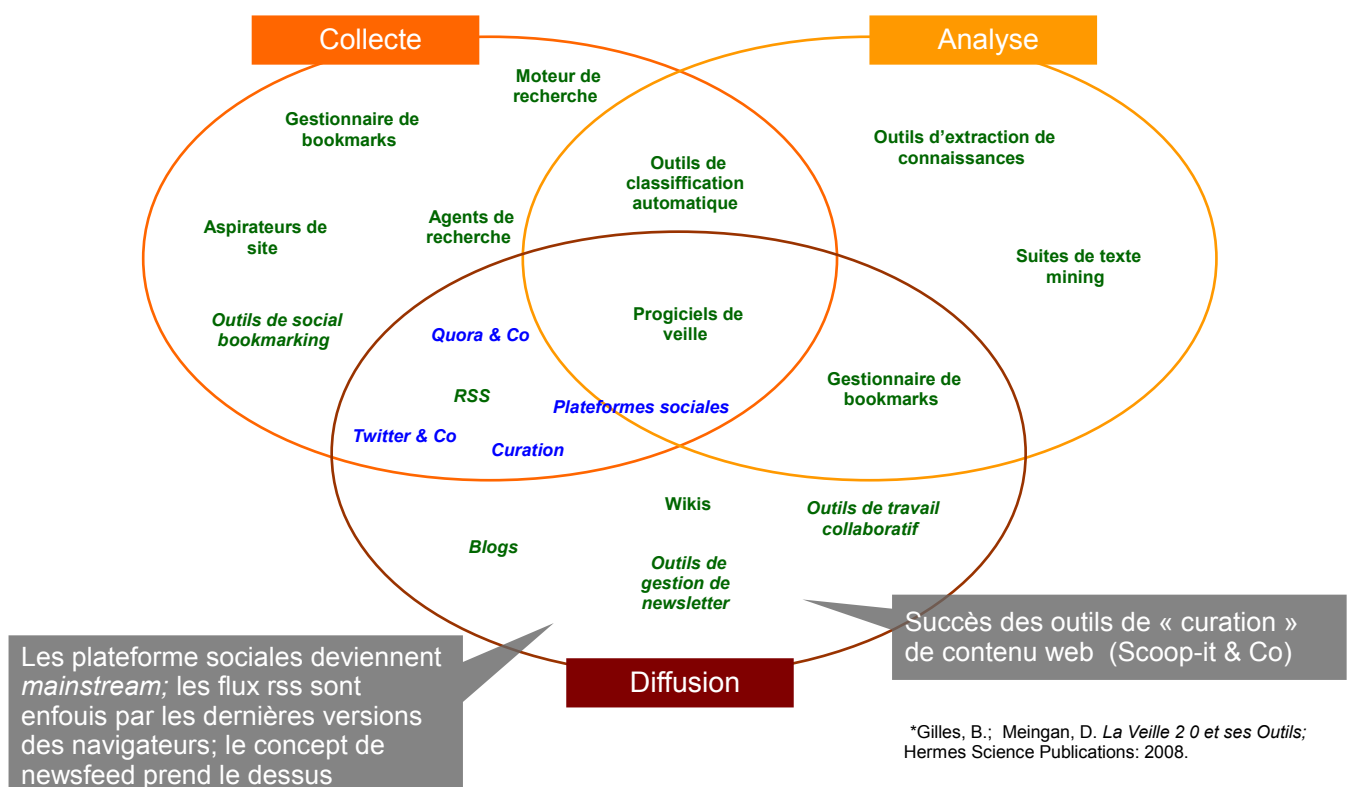 Collecte
Analyse
Moteur de
recherche
Gestionnaire de
bookmarks
Outils d'extraction de
connaissances
Outils de
classiffication
automatique
Aspirateurs de
site
Agents de
recherche
Suites de texte
mining
Outils de social
bookmarking
Quora & Co
Progiciels de
veille
RSS
Plateformes sociales
Gestionnaire de
bookmarks
Twitter & Co
Curation
Wikis
Outils de travail
collaboratif
Blogs
Outils de
gestion de
newsletter
Succès des outils de « curation »
de contenu web (Scoop-it & Co)
Les plateforme sociales deviennent
mainstream; les flux rss sont
enfouis par les dernières versions
des navigateurs; le concept de
newsfeed prend le dessus
Diffusion
*Gilles, B.; Meingan, D. La Veille 2 0 et ses Outils;
Hermes Science Publications: 2008.